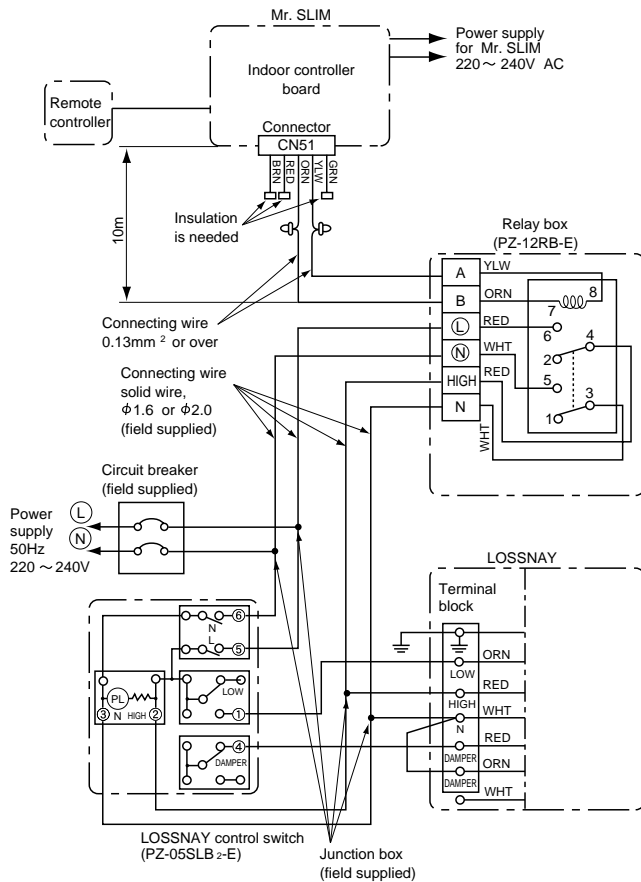 Mr. SLIM
Power supply
for Mr. SLIM
220～240V AC
Indoor controller
board
Remote
controller
Connector
CN51
BRN
RED
ORN
YLW
GRN
10m
Insulation
is needed
Relay box
(PZ-12RB-E)
A
YLW
B
ORN
7
8
L
RED
6
4
N
WHT
2
HIGH
RED
5
3
N
1
WHT
Connecting wire
0.13mm ² or over
Connecting wire
solid wire,
ϕ1.6 or ϕ2.0
(field supplied)
Circuit breaker
(field supplied)
Power
supply
50Hz
220～240V
L
N
LOSSNAY
Terminal
block
ORN
LOW
RED
HIGH
WHT
N
RED
DAMPER
ORN
DAMPER
WHT
6
N
L
5
PL
3
N
HIGH
2
LOW
1
4
DAMPER
LOSSNAY control switch
(PZ-05SLB₂-E)
Junction box
(field supplied)